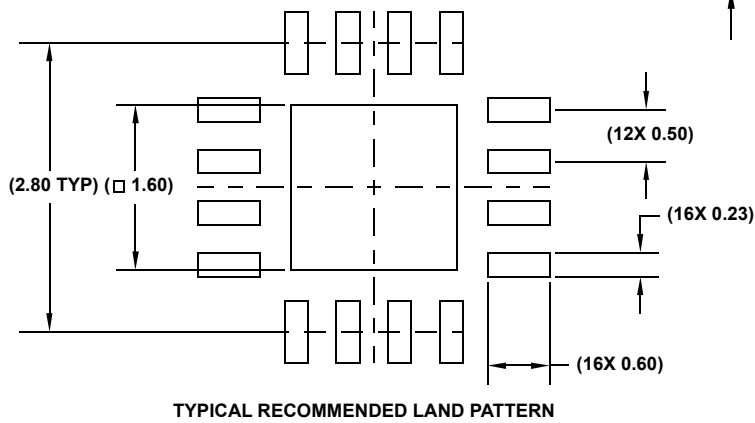 (12X 0.50)
(2.80 TYP) (□ 1.60)
(16X 0.23)
(16X 0.60)
TYPICAL RECOMMENDED LAND PATTERN